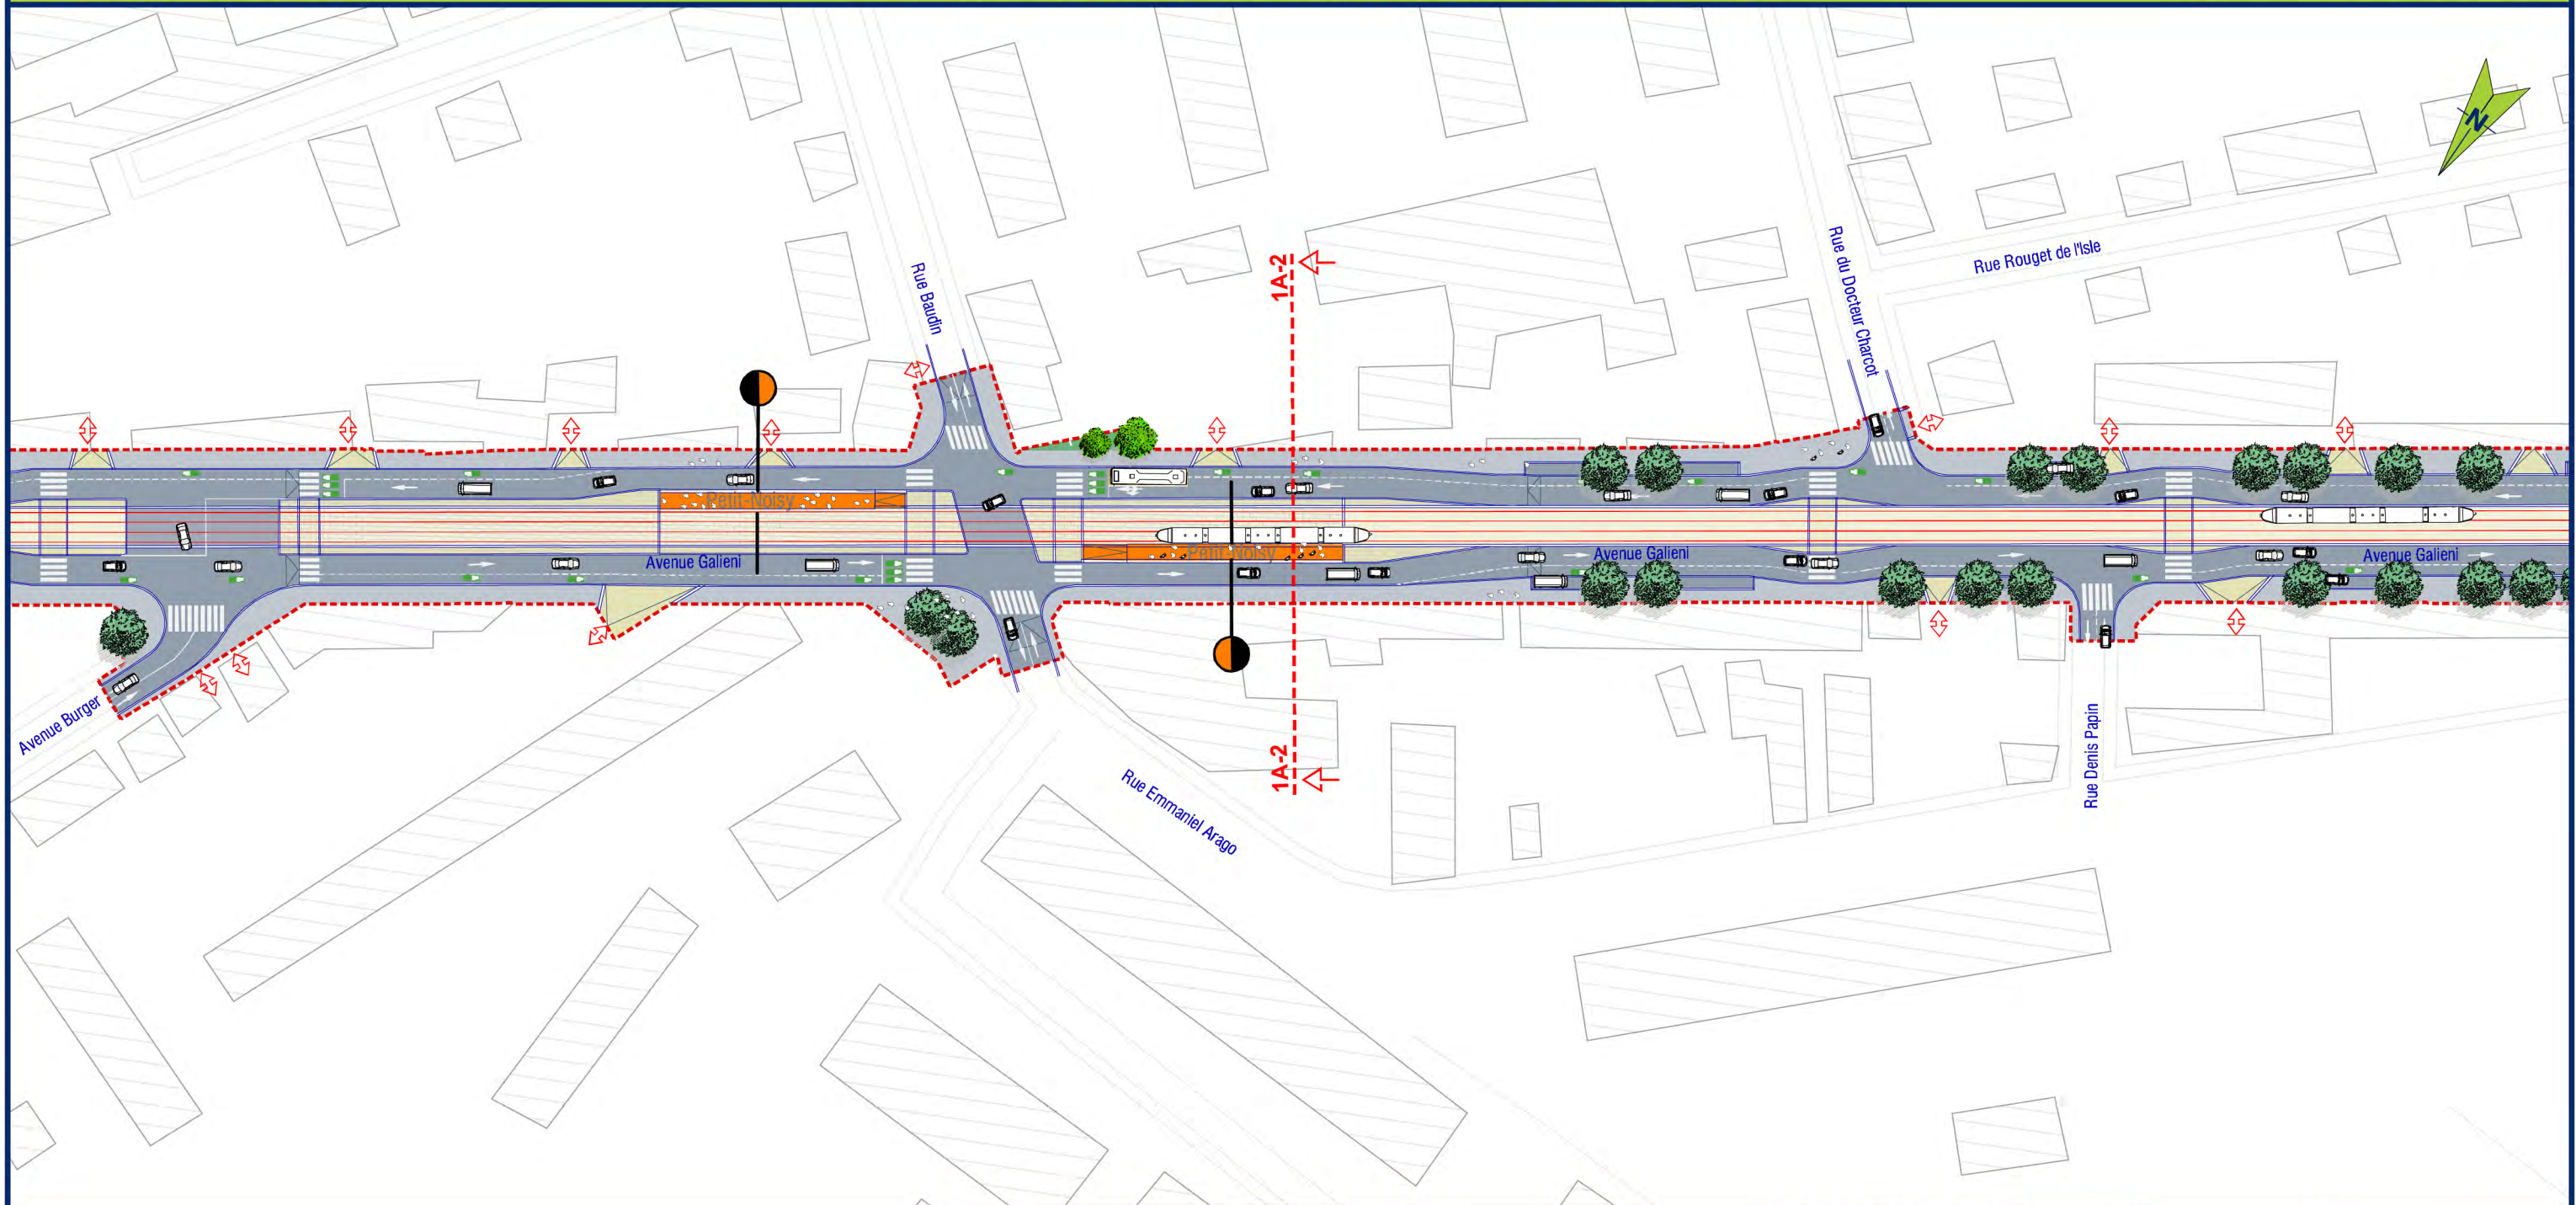 N
Rue Baudin
Rue du Docteur Charcot
Rue Rouget de l'Isle
1A-2
Petit-Noisy
Avenue Galieni
Petit-Noisy
Avenue Galieni
Avenue Galieni
Avenue Burger
1A-2
Rue Emmaniel Arago
Rue Denis Papin